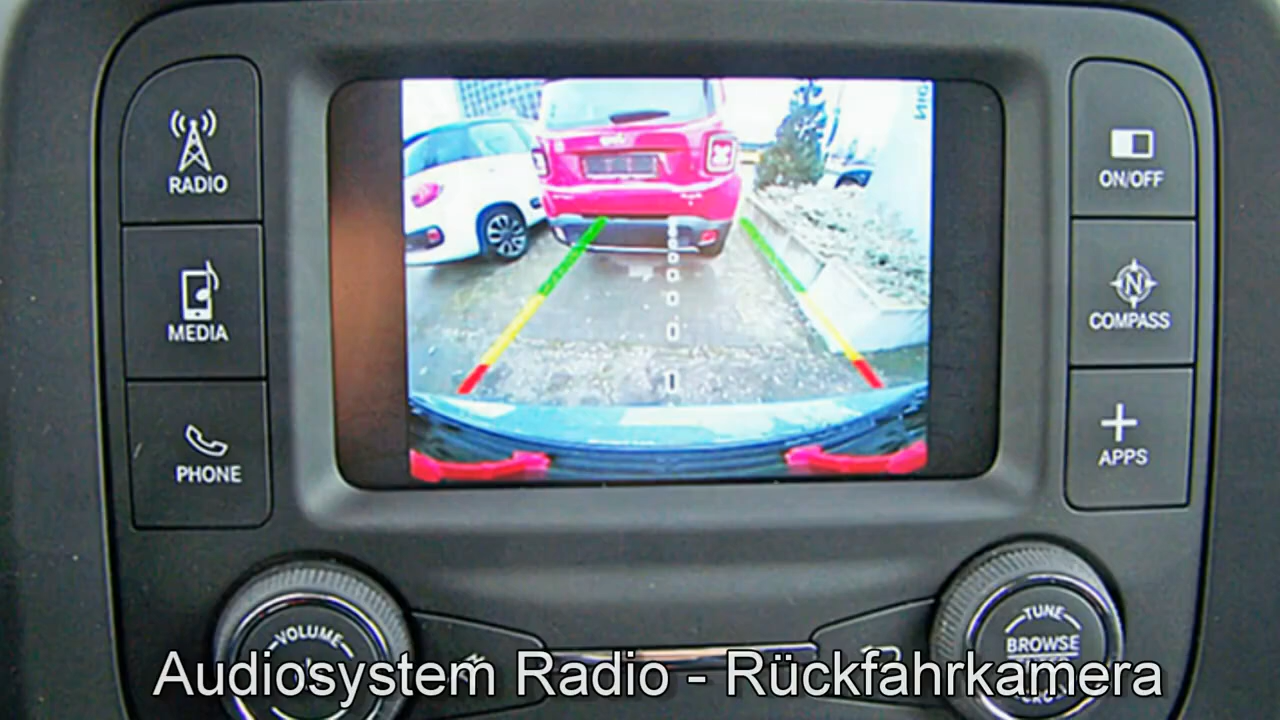 RADIO
MEDIA
PHONE
ON/OFF
N
COMPASS
APPS
VOLUME
TUNE
BROWSE
Audiosystem Radio - Rückfahrkamera